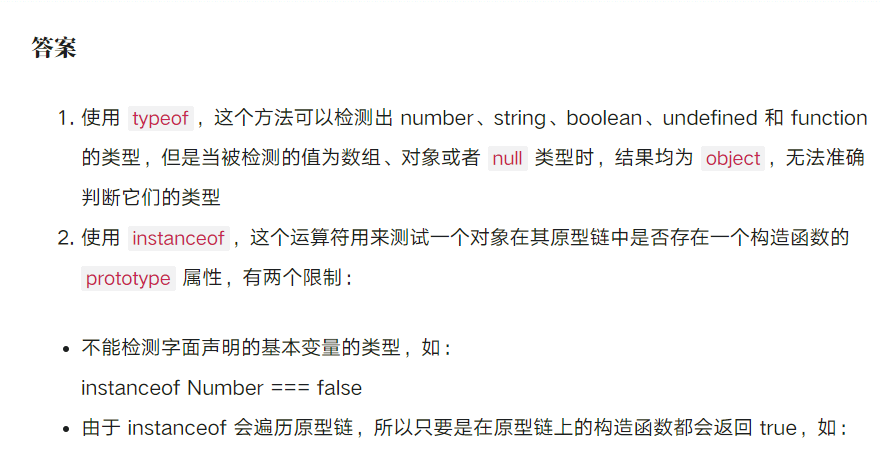 答案
1. 使用 typeof，这个方法可以检测出 number、string、boolean、undefined 和 function
的类型，但是当被检测的值为数组、对象或者 null 类型时，结果均为 object，无法准确
判断它们的类型
2. 使用 instanceof，这个运算符用来测试一个对象在其原型链中是否存在一个构造函数的
prototype 属性，有两个限制：
• 不能检测字面声明的基本变量的类型，如：
instanceof Number === false
• 由于 instanceof 会遍历原型链，所以只要是在原型链上的构造函数都会返回 true，如：